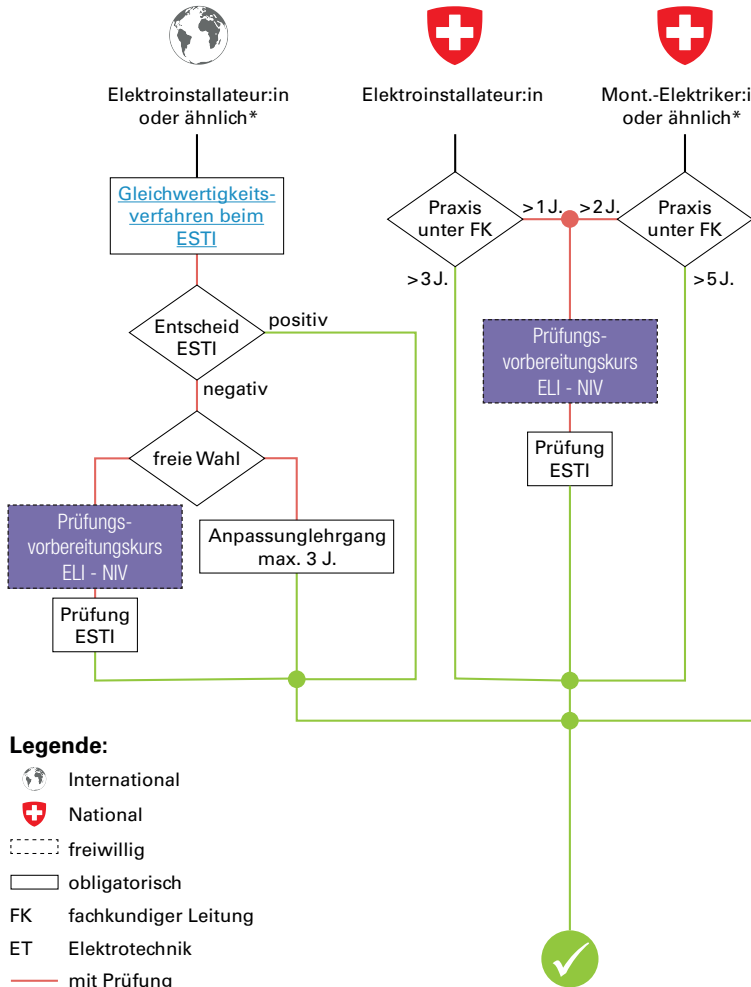 Elektroinstallateur:in
oder ähnlich*
Gleichwertigkeits-
verfahren beim
ESTI
Entscheid
ESTI
positiv
negativ
freie Wahl
Prüfungs-
vorbereitungskurs
ELI - NIV
Prüfung
ESTI
Anpassunglehrgang
max. 3 J.
Elektroinstallateur:in
Praxis
unter FK
>1 J.
>3 J.
Mont.-Elektriker:i
oder ähnlich*
>2 J.
Praxis
unter FK
>5 J.
Prüfungs-
vorbereitungskurs
ELI - NIV
Prüfung
ESTI
Legende:
International
National
freiwillig
obligatorisch
FK fachkundiger Leitung
ET Elektrotechnik
mit Prüfung